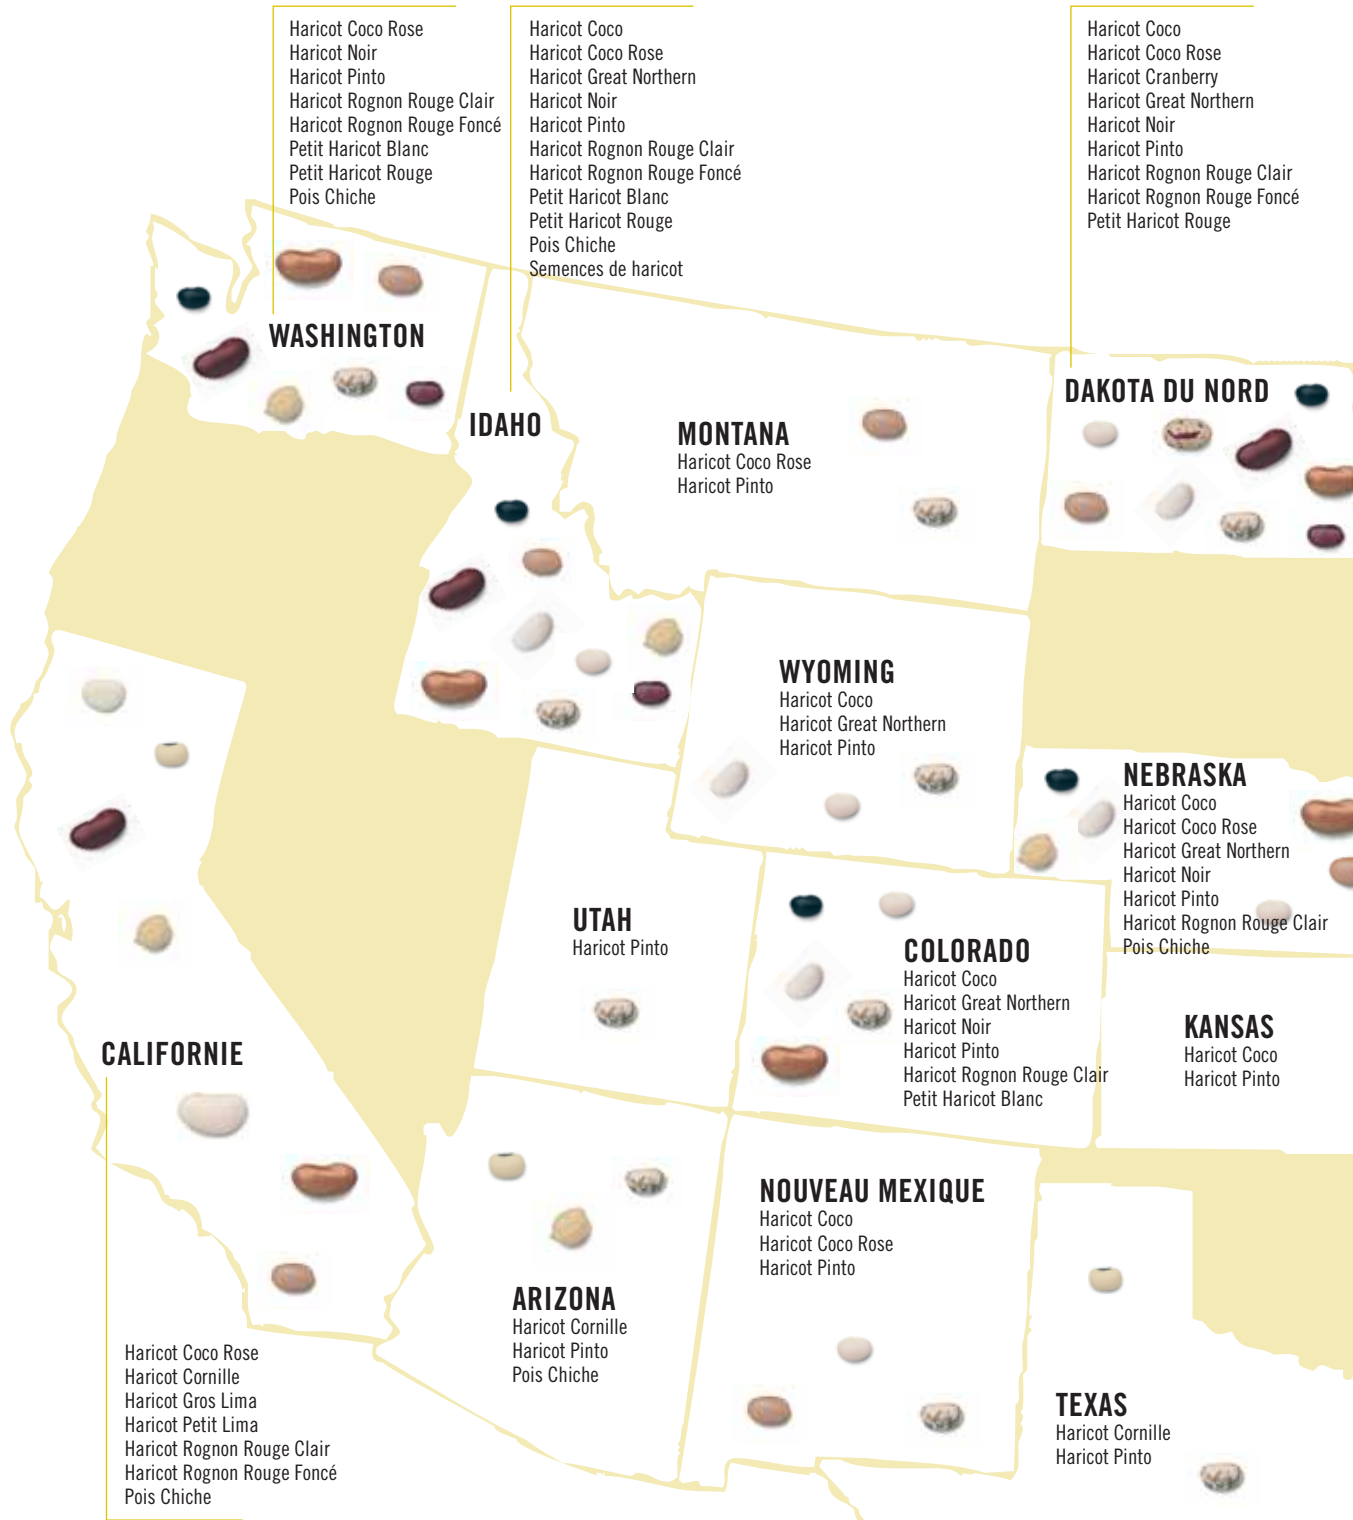 Haricot Coco Rose
Haricot Noir
Haricot Pinto
Haricot Rognon Rouge Clair
Haricot Rognon Rouge Foncé
Petit Haricot Blanc
Petit Haricot Rouge
Pois Chiche
WASHINGTON
Haricot Coco
Haricot Coco Rose
Haricot Great Northern
Haricot Noir
Haricot Pinto
Haricot Rognon Rouge Clair
Haricot Rognon Rouge Foncé
Petit Haricot Blanc
Petit Haricot Rouge
Pois Chiche
Semences de haricot
IDAHO
Haricot Coco
Haricot Coco Rose
Haricot Cranberry
Haricot Great Northern
Haricot Noir
Haricot Pinto
Haricot Rognon Rouge Clair
Haricot Rognon Rouge Foncé
Petit Haricot Rouge
DAKOTA DU NORD
MONTANA
Haricot Coco Rose
Haricot Pinto
WYOMING
Haricot Coco
Haricot Great Northern
Haricot Pinto
NEBRASKA
Haricot Coco
Haricot Coco Rose
Haricot Great Northern
Haricot Noir
Haricot Pinto
Haricot Rognon Rouge Clair
Pois Chiche
UTAH
Haricot Pinto
COLORADO
Haricot Coco
Haricot Great Northern
Haricot Noir
Haricot Pinto
Haricot Rognon Rouge Clair
Petit Haricot Blanc
KANSAS
Haricot Coco
Haricot Pinto
CALIFORNIE
Haricot Coco Rose
Haricot Cornille
Haricot Gros Lima
Haricot Petit Lima
Haricot Rognon Rouge Clair
Haricot Rognon Rouge Foncé
Pois Chiche
ARIZONA
Haricot Cornille
Haricot Pinto
Pois Chiche
NOUVEAU MEXIQUE
Haricot Coco
Haricot Coco Rose
Haricot Pinto
TEXAS
Haricot Cornille
Haricot Pinto